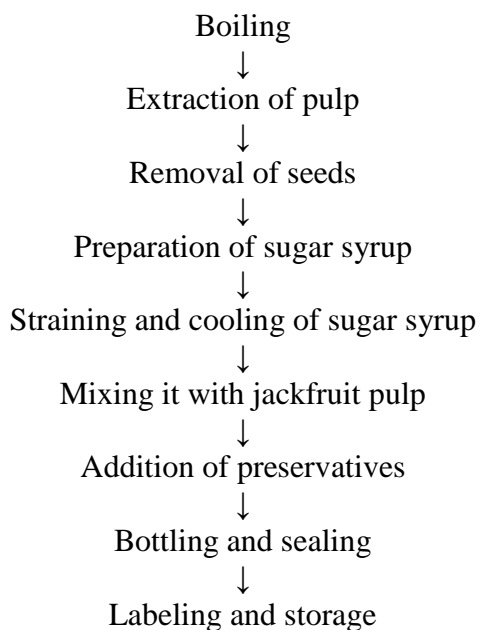 Boiling
↓
Extraction of pulp
↓
Removal of seeds
↓
Preparation of sugar syrup
↓
Straining and cooling of sugar syrup
↓
Mixing it with jackfruit pulp
↓
Addition of preservatives
↓
Bottling and sealing
↓
Labeling and storage